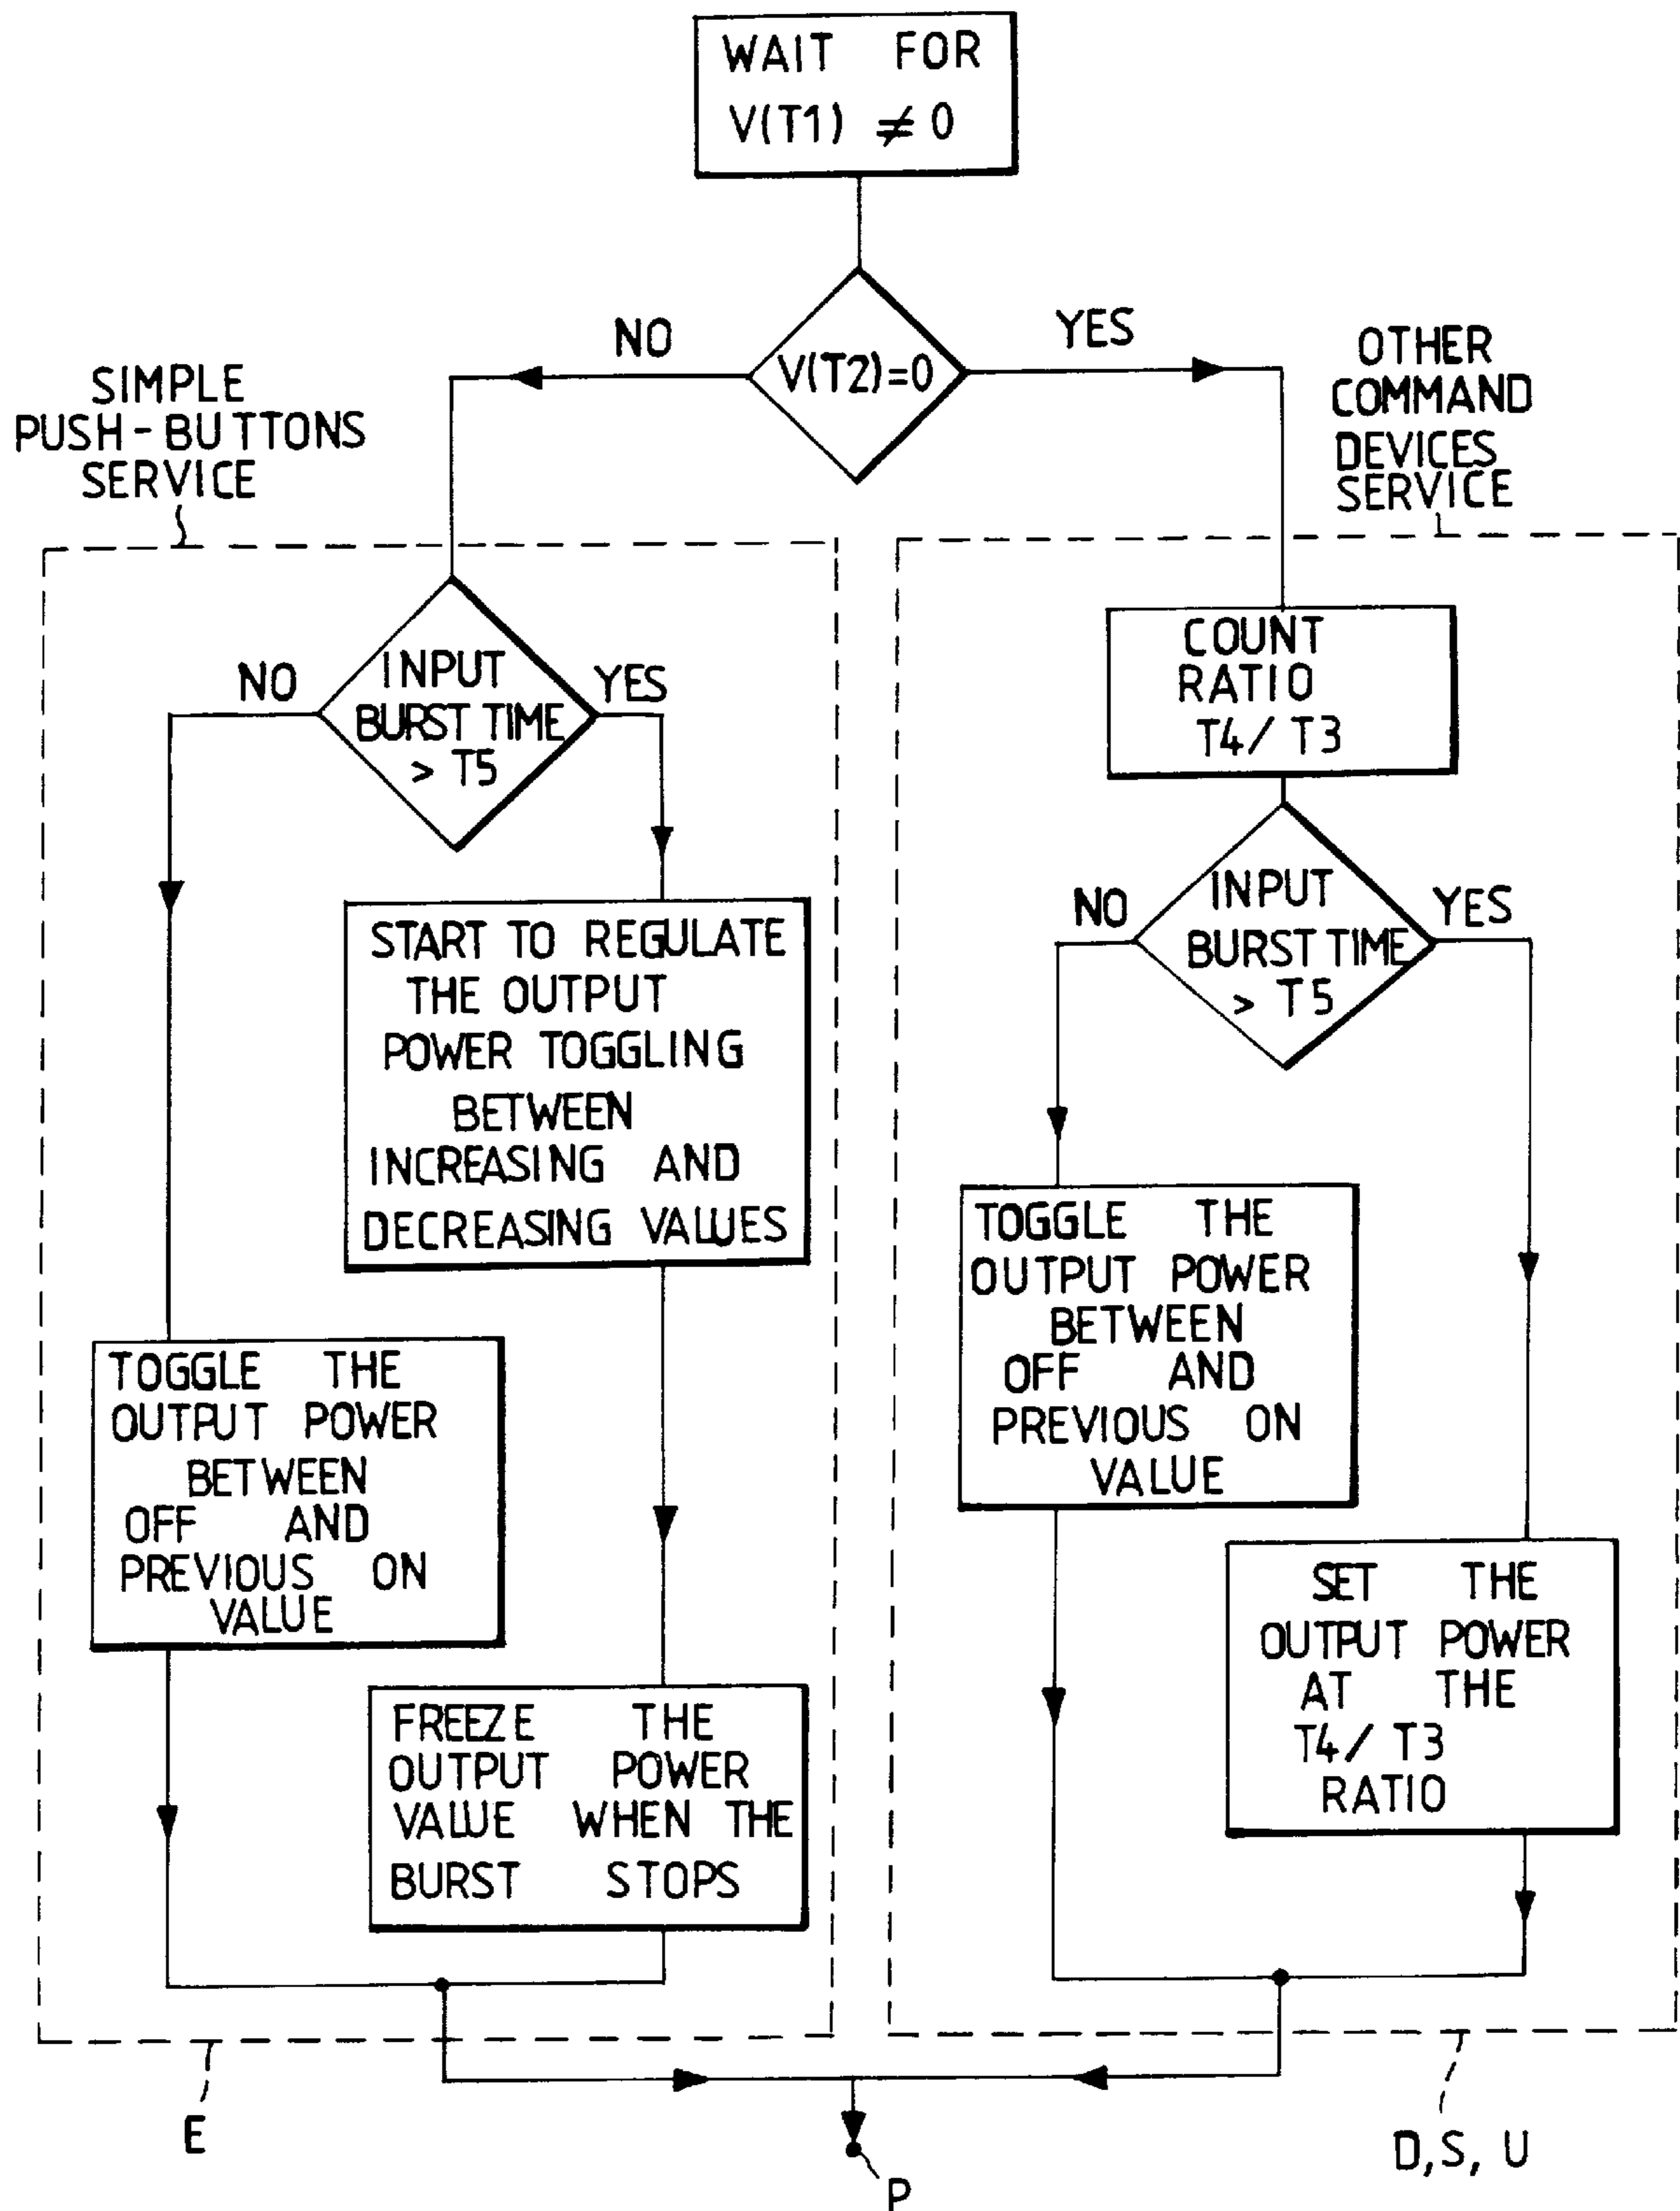 WAIT FOR
V(T1) ≠ 0
V(T2)=0
NO
YES
SIMPLE
PUSH-BUTTONS
SERVICE
OTHER
COMMAND
DEVICES
SERVICE
INPUT
BURST TIME
> T5
NO
YES
START TO REGULATE
THE OUTPUT
POWER TOGGLING
BETWEEN
INCREASING AND
DECREASING VALUES
TOGGLE THE
OUTPUT POWER
BETWEEN
OFF AND
PREVIOUS ON
VALUE
FREEZE THE
OUTPUT POWER
VALUE WHEN THE
BURST STOPS
COUNT
RATIO
T4/ T3
INPUT
BURST TIME
> T5
NO
YES
TOGGLE THE
OUTPUT POWER
BETWEEN
OFF AND
PREVIOUS ON
VALUE
SET THE
OUTPUT POWER
AT THE
T4/ T3
RATIO
E
D,S, U
P